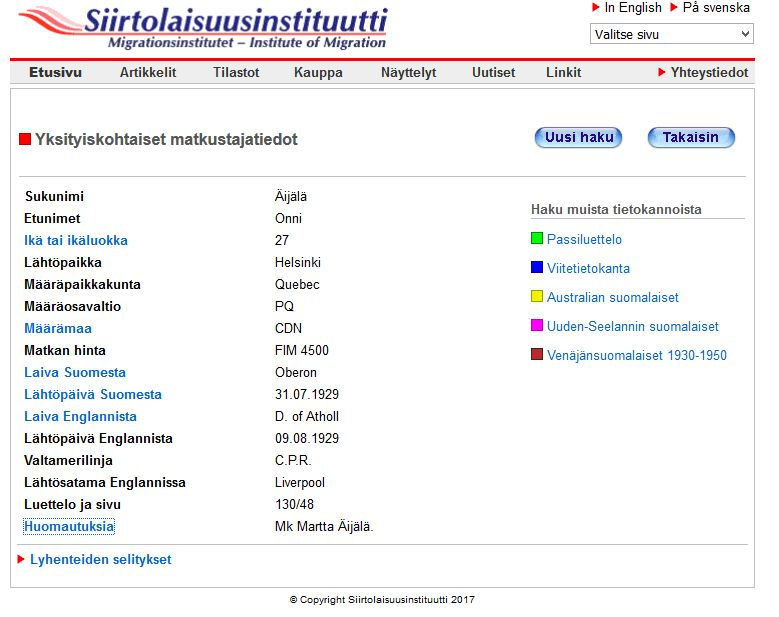 Siirtolaisuusinstituutti
Migrationsinstitutet – Institute of Migration
In English På svenska
Valitse sivu
Etusivu Artikkelit Tilastot Kauppa Näyttelyt Uutiset Linkit Yhteystiedot
Yksityiskohtaiset matkustajatiedot
Uusi haku Takaisin
Sukunimi Äijälä
Etunimet Onni
Ikä tai ikäluokka 27
Lähtöpaikka Helsinki
Määräpaikkakunta Quebec
Määräosavaltio PQ
Määrämaa CDN
Matkan hinta FIM 4500
Laiva Suomesta Oberon
Lähtöpäivä Suomesta 31.07.1929
Laiva Englannista D. of Atholl
Lähtöpäivä Englannista 09.08.1929
Valtamerilinja C.P.R.
Lähtösatama Englannissa Liverpool
Luettelo ja sivu 130/48
Huomautuksia Mk Martta Äijälä.
Haku muista tietokannoista
Passiluettelo
Viitetietokanta
Australian suomalaiset
Uuden-Seelannin suomalaiset
Venäjänsuomalaiset 1930-1950
Lyhenteiden selitykset
© Copyright Siirtolaisuusinstituutti 2017